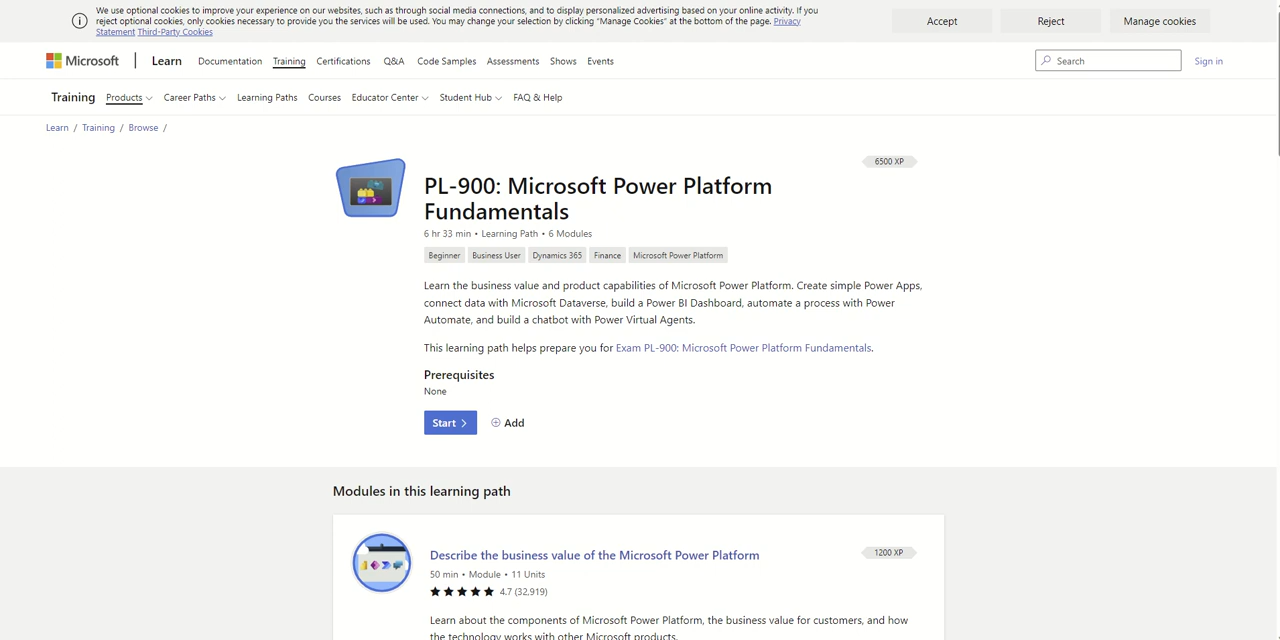 We use optional cookies to improve your experience on our websites, such as through social media connections, and to display personalized advertising based on your online activity. If you
reject optional cookies, only cookies necessary to provide you the services will be used. You may change your selection by clicking "Manage Cookies" at the bottom of the page. Privacy
Statement Third-Party Cookies
Accept
Reject
Manage cookies
Microsoft
Learn
Documentation
Training
Certifications
Q&A
Code Samples
Assessments
Shows
Events
Search
Sign in
Training
Products
Career Paths
Learning Paths
Courses
Educator Center
Student Hub
FAQ & Help
Learn / Training / Browse /
6500 XP
PL-900: Microsoft Power Platform
Fundamentals
6 hr 33 min • Learning Path • 6 Modules
Beginner
Business User
Dynamics 365
Finance
Microsoft Power Platform
Learn the business value and product capabilities of Microsoft Power Platform. Create simple Power Apps,
connect data with Microsoft Dataverse, build a Power BI Dashboard, automate a process with Power
Automate, and build a chatbot with Power Virtual Agents.
This learning path helps prepare you for Exam PL-900: Microsoft Power Platform Fundamentals.
Prerequisites
None
Start
Add
Modules in this learning path
Describe the business value of the Microsoft Power Platform
1200 XP
50 min • Module • 11 Units
4.7 (32,919)
Learn about the components of Microsoft Power Platform, the business value for customers, and how
the technology works with other Microsoft products.